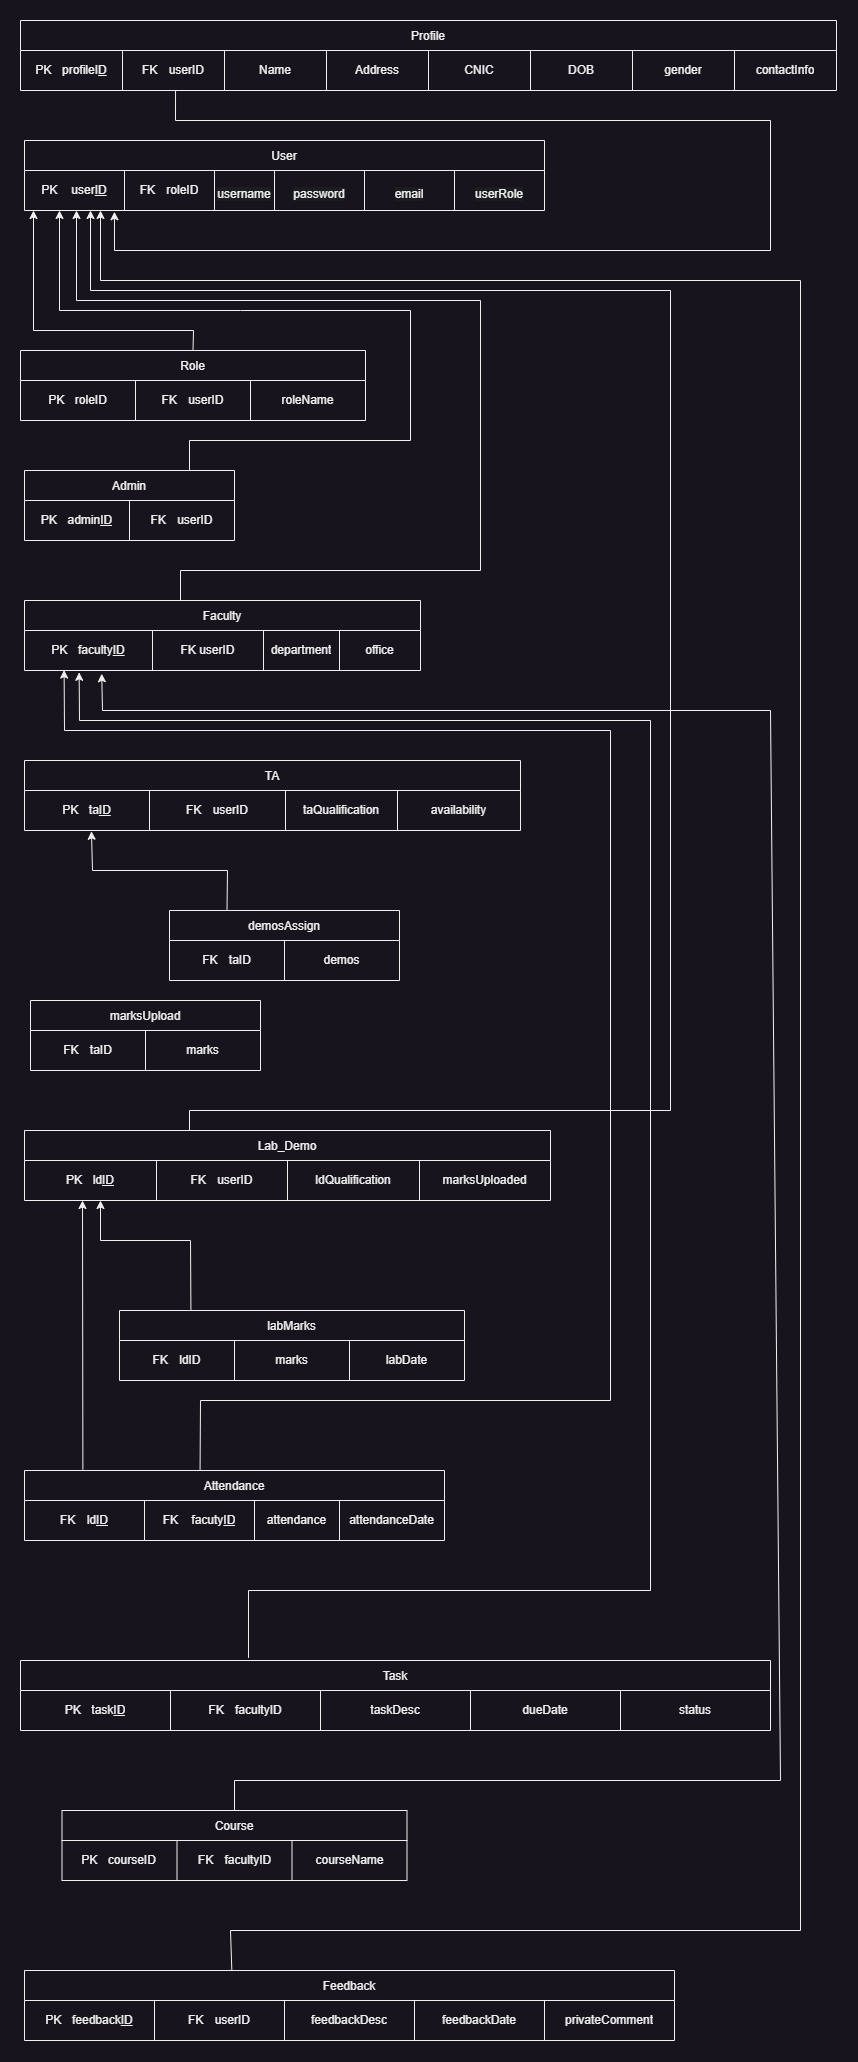 Profile
PK profileID FK userID Name Address CNIC DOB gender contactInfo
User
PK userID FK roleID username password email userRole
Role
PK roleID FK userID roleName
Admin
PK adminID FK userID
Faculty
PK facultyID FK userID department office
TA
PK taID FK userID taQualification availability
demosAssign
FK taID demos
marksUpload
FK taID marks
Lab_Demo
PK ldID FK userID ldQualification marksUploaded
labMarks
FK ldID marks labDate
Attendance
FK ldID FK facutyID attendance attendanceDate
Task
PK taskID FK facultyID taskDesc dueDate status
Course
PK courseID FK facultyID courseName
Feedback
PK feedbackID FK userID feedbackDesc feedbackDate privateComment